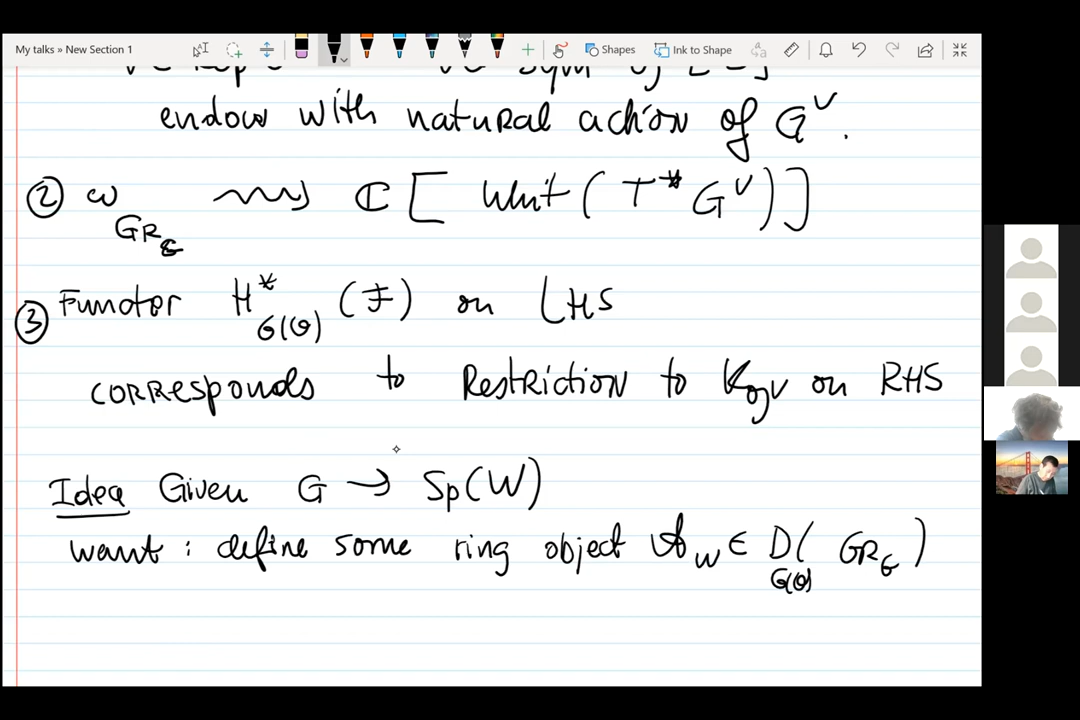 My talks » New Section 1
Shapes
Ink to Shape
endow with natural action of G^∨.
② ω_{GR_G} ⇝ ℂ[Whit(T*G^∨)]
③ Functor H*_{G(O)}(F) on LHS
corresponds to Restriction to K_{g^∨} on RHS
Idea Given G → Sp(W)
want : define some ring object A_W ∈ D_{G(O)}(GR_G)